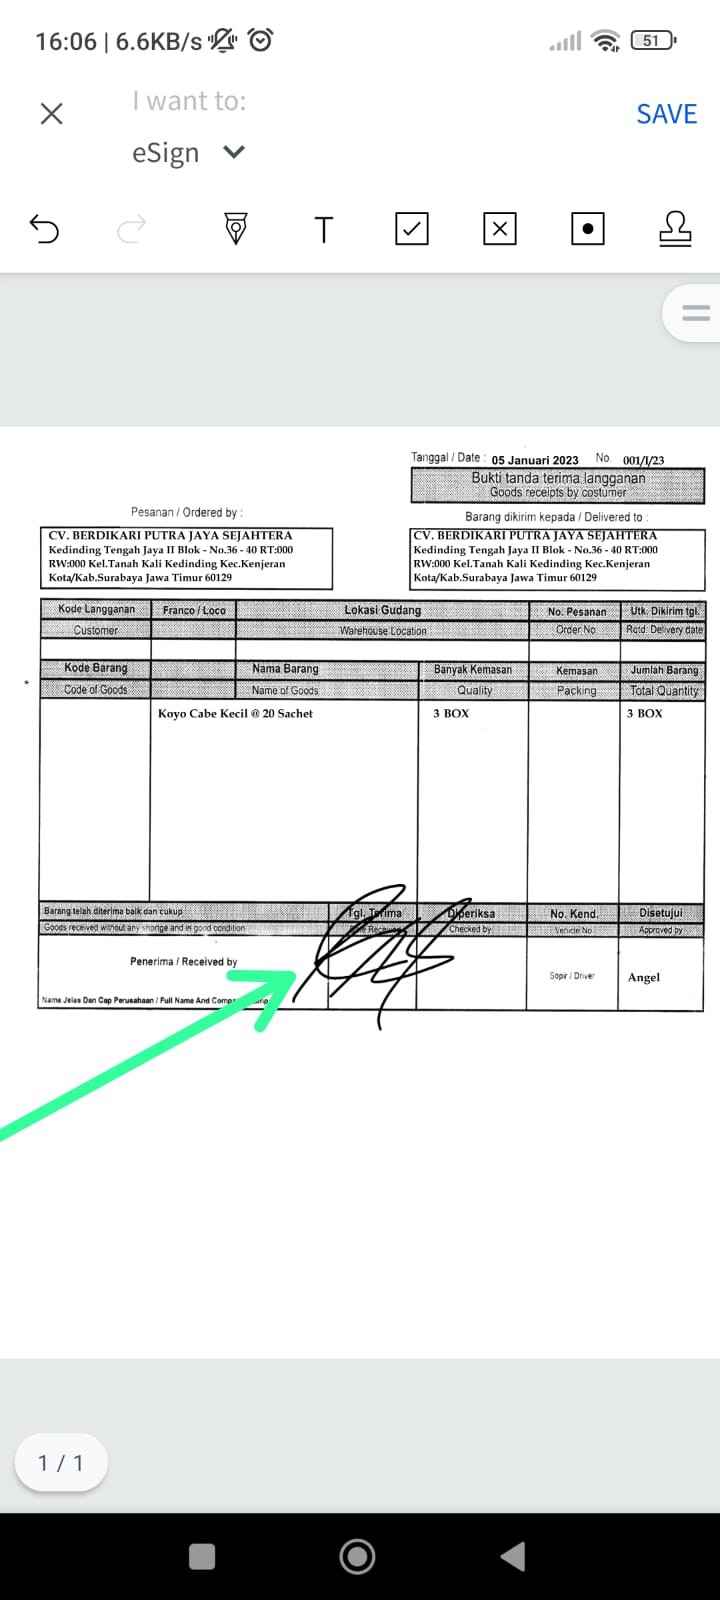 16:06 | 6.6KB/s
51
I want to:
SAVE
eSign
T
Tanggal / Date : 05 Januari 2023 No. 001/I/23
Bukti tanda terima langganan
Goods receipts by costumer
Pesanan / Ordered by :
Barang dikirim kepada / Delivered to :
CV. BERDIKARI PUTRA JAYA SEJAHTERA
Kedinding Tengah Jaya II Blok - No.36 - 40 RT:000
RW:000 Kel.Tanah Kali Kedinding Kec.Kenjeran
Kota/Kab.Surabaya Jawa Timur 60129
CV. BERDIKARI PUTRA JAYA SEJAHTERA
Kedinding Tengah Jaya II Blok - No.36 - 40 RT:000
RW:000 Kel.Tanah Kali Kedinding Kec.Kenjeran
Kota/Kab.Surabaya Jawa Timur 60129
Kode Langganan Franco / Loco Lokasi Gudang No. Pesanan Utk. Dikirim tgl.
Customer Warehouse Location Order No Delivery date
Kode Barang Nama Barang Banyak Kemasan Kemasan Jumlah Barang
Code of Goods Name of Goods Quality Packing Total Quantity
Koyo Cabe Kecil @ 20 Sachet 3 BOX 3 BOX
Barang telah diterima baik dan cukup Tgl. Terima Diperiksa No. Kend. Disetujui
Goods received without any shortge and in good condition Checked by Vehicle No Approved by
Penerima / Received by
Sopir / Driver
Angel
Nama Jelas Dan Cap Perusahaan / Full Name And
1 / 1